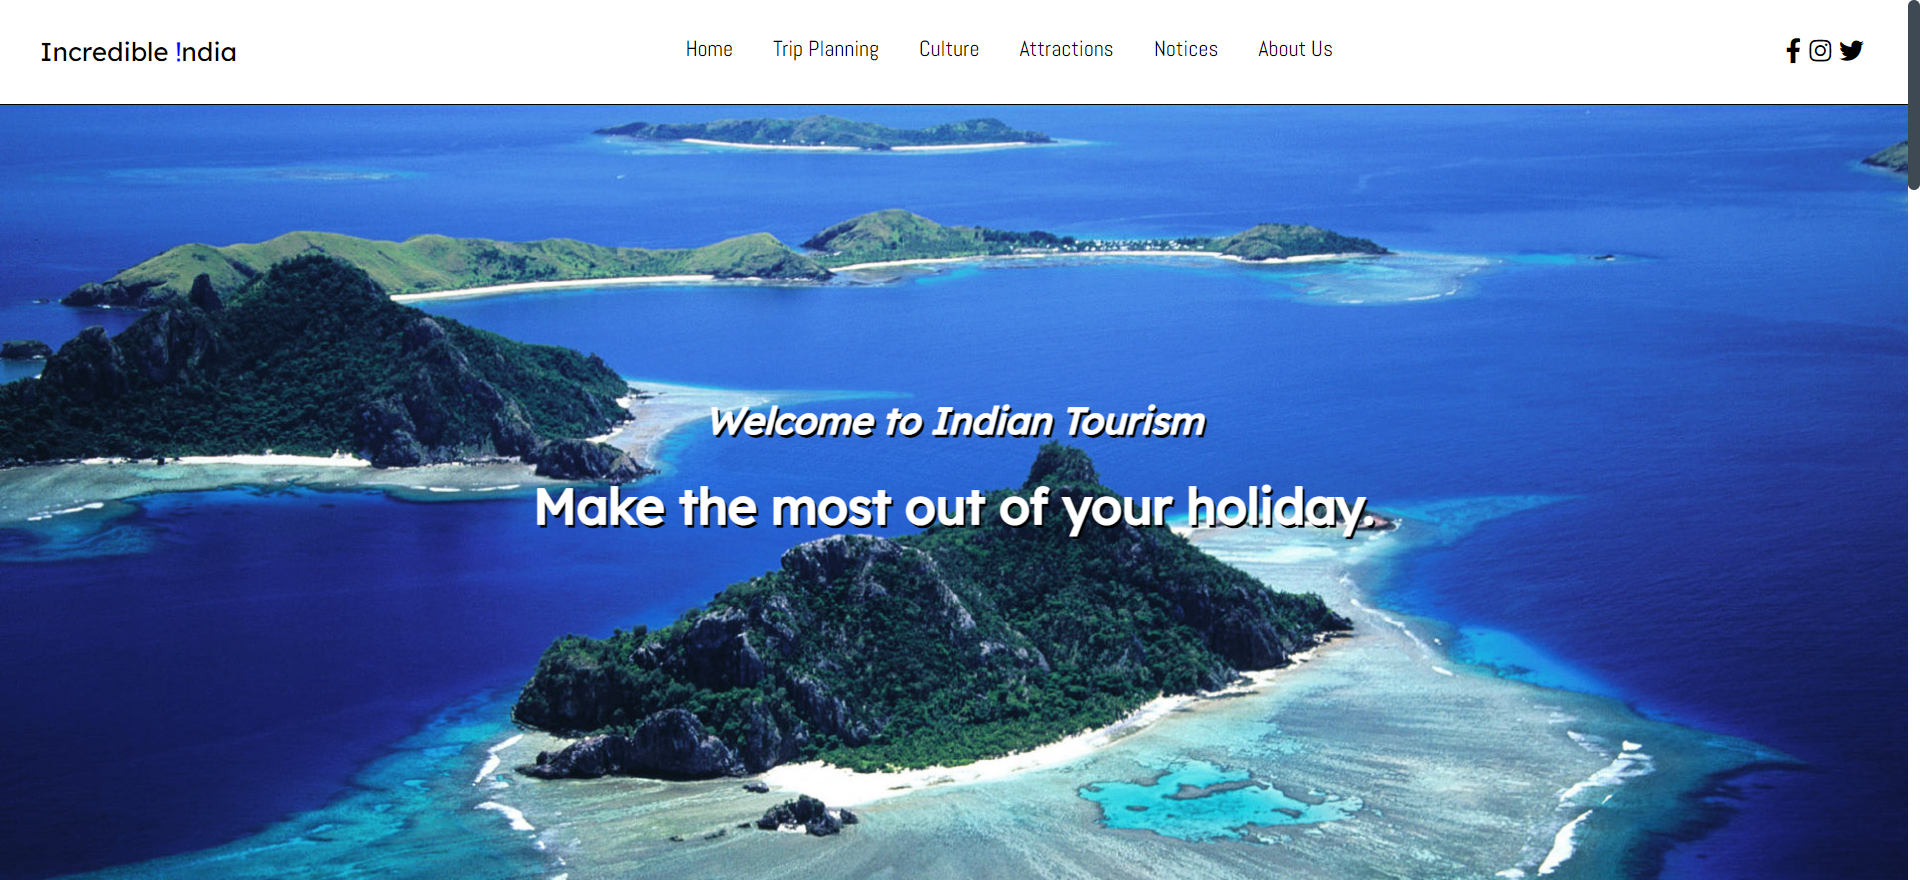 Incredible !ndia
Home Trip Planning Culture Attractions Notices About Us
Welcome to Indian Tourism
Make the most out of your holiday.